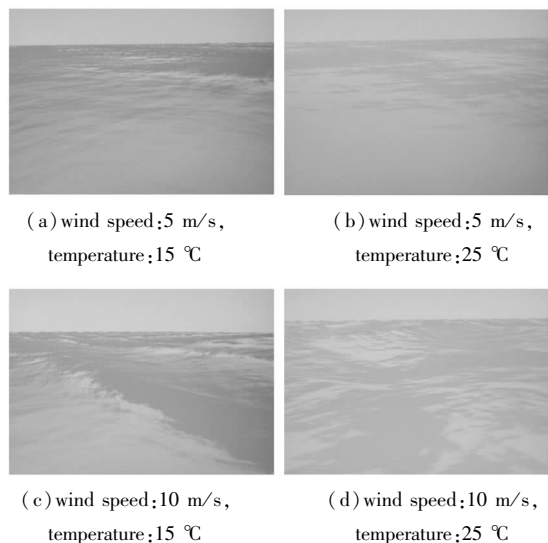 (a)wind speed:5 m/s,
temperature:15 ℃
(b)wind speed:5 m/s,
temperature:25 ℃
(c)wind speed:10 m/s,
temperature:15 ℃
(d)wind speed:10 m/s,
temperature:25 ℃